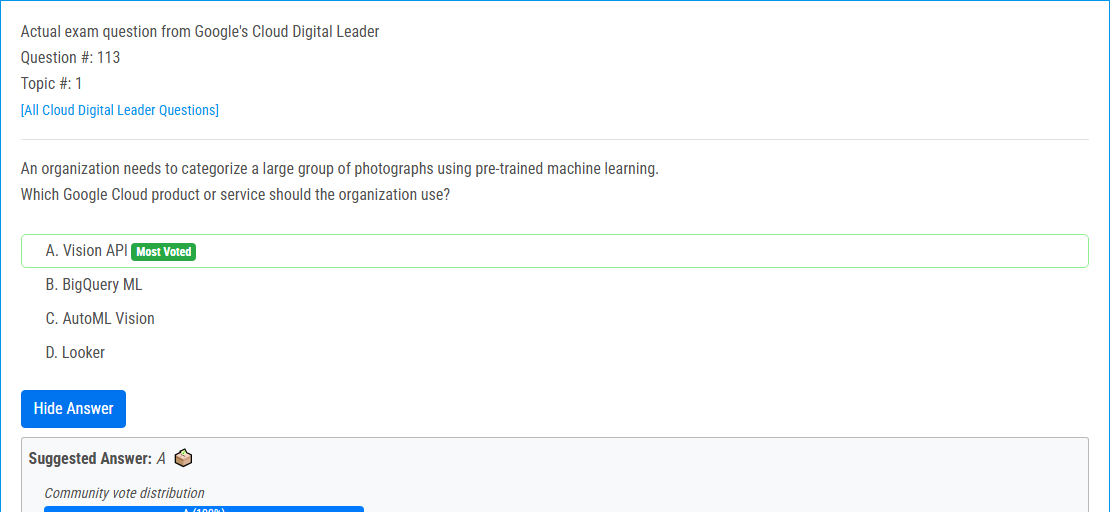 Actual exam question from Google's Cloud Digital Leader
Question #: 113
Topic #: 1
[All Cloud Digital Leader Questions]
An organization needs to categorize a large group of photographs using pre-trained machine learning.
Which Google Cloud product or service should the organization use?
A. Vision API Most Voted
B. BigQuery ML
C. AutoML Vision
D. Looker
Hide Answer
Suggested Answer: A
Community vote distribution
A (100%)